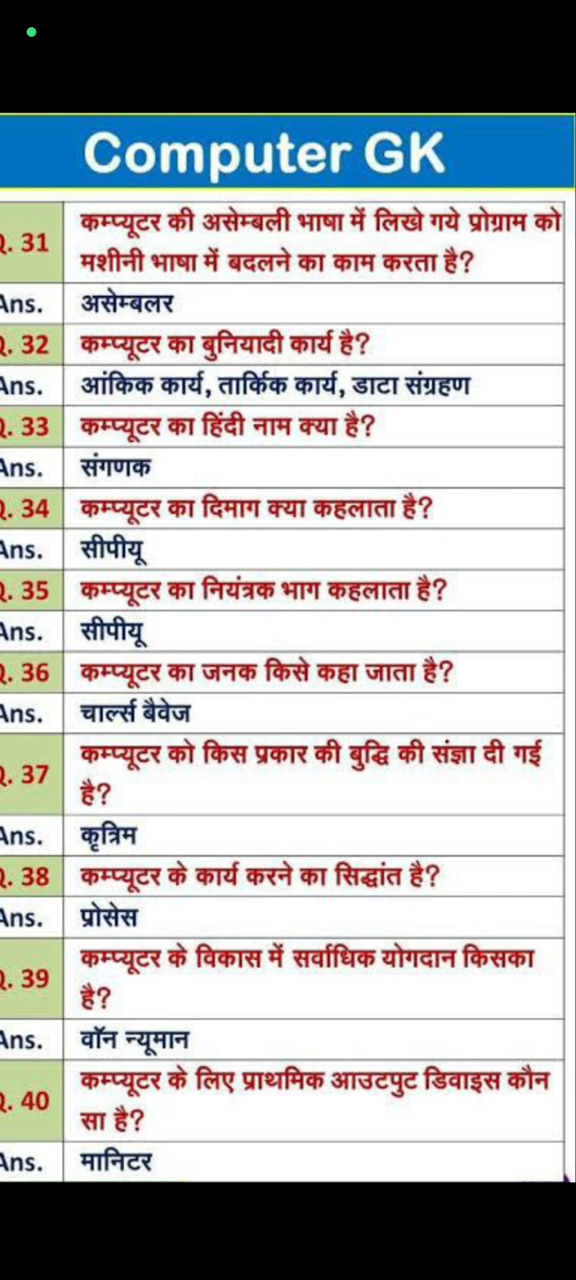 Computer GK
Q. 31
कम्प्यूटर की असेम्बली भाषा में लिखे गये प्रोग्राम को
मशीनी भाषा में बदलने का काम करता है?
Ans.
असेम्बलर
Q. 32
कम्प्यूटर का बुनियादी कार्य है?
Ans.
आंकिक कार्य, तार्किक कार्य, डाटा संग्रहण
Q. 33
कम्प्यूटर का हिंदी नाम क्या है?
Ans.
संगणक
Q. 34
कम्प्यूटर का दिमाग क्या कहलाता है?
Ans.
सीपीयू
Q. 35
कम्प्यूटर का नियंत्रक भाग कहलाता है?
Ans.
सीपीयू
Q. 36
कम्प्यूटर का जनक किसे कहा जाता है?
Ans.
चार्ल्स बैवेज
Q. 37
कम्प्यूटर को किस प्रकार की बुद्धि की संज्ञा दी गई
है?
Ans.
कृत्रिम
Q. 38
कम्प्यूटर के कार्य करने का सिद्धांत है?
Ans.
प्रोसेस
Q. 39
कम्प्यूटर के विकास में सर्वाधिक योगदान किसका
है?
Ans.
वॉन न्यूमान
Q. 40
कम्प्यूटर के लिए प्राथमिक आउटपुट डिवाइस कौन
सा है?
Ans.
मानिटर